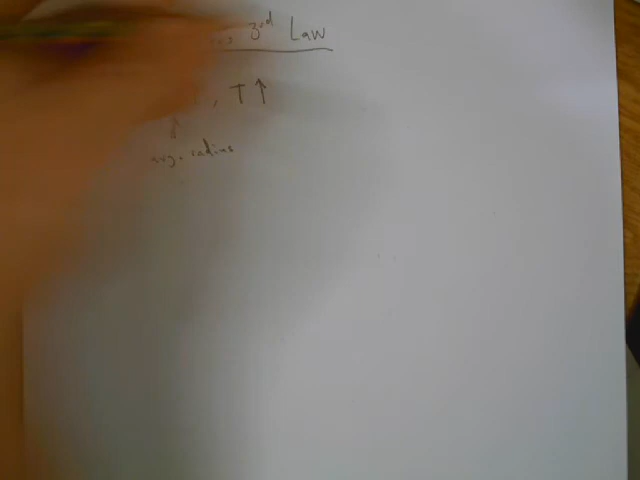 3rd Law
, T ↑
↑
avg. radius